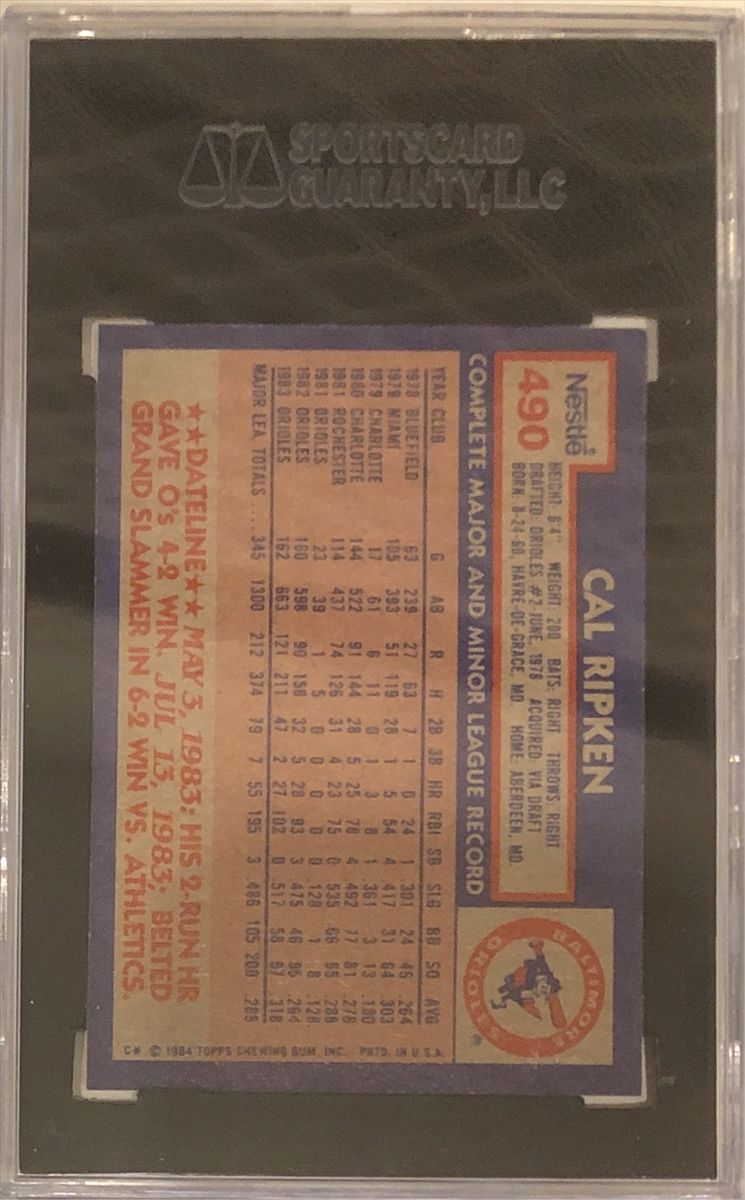 SPORTSCARD
GUARANTY, LLC
Nestlé
490
CAL RIPKEN
HEIGHT: 6'4" WEIGHT: 200 BATS: RIGHT THROWS: RIGHT
DRAFTED: ORIOLES #2-JUNE, 1978 ACQUIRED: VIA DRAFT
BORN: 8-24-60, HAVRE-DE GRACE, MD. HOME: ABERDEEN, MD.
BALTIMORE
ORIOLES
®
COMPLETE MAJOR AND MINOR LEAGUE RECORD
YEAR CLUB G AB R H 2B 3B HR RBI SB SLG BB SO AVG
1978 BLUEFIELD 63 239 27 63 7 1 0 24 1 .301 24 46 .264
1979 MIAMI 105 393 51 119 28 1 5 54 4 .417 31 64 .303
1979 CHARLOTTE 17 61 6 11 0 1 3 8 1 .361 3 13 .180
1980 CHARLOTTE 144 522 91 144 28 5 25 78 4 .492 77 81 .276
1981 ROCHESTER 114 437 74 126 31 4 23 75 0 .535 66 85 .288
1981 ORIOLES 23 39 1 5 0 0 0 0 0 .128 1 8 .128
1982 ORIOLES 160 598 90 158 32 5 28 93 3 .475 46 95 .264
1983 ORIOLES 162 663 121 211 47 2 27 102 0 .517 58 97 .318
MAJOR LEA. TOTALS .... 345 1300 212 374 79 7 55 195 3 .486 105 200 .288
★★DATELINE★★ MAY 3, 1983: HIS 2-RUN HR
GAVE O's 4-2 WIN. JUL 13, 1983: BELTED
GRAND SLAMMER IN 6-2 WIN VS. ATHLETICS.
C* © 1984 TOPPS CHEWING GUM, INC. PRTD. IN U.S.A.